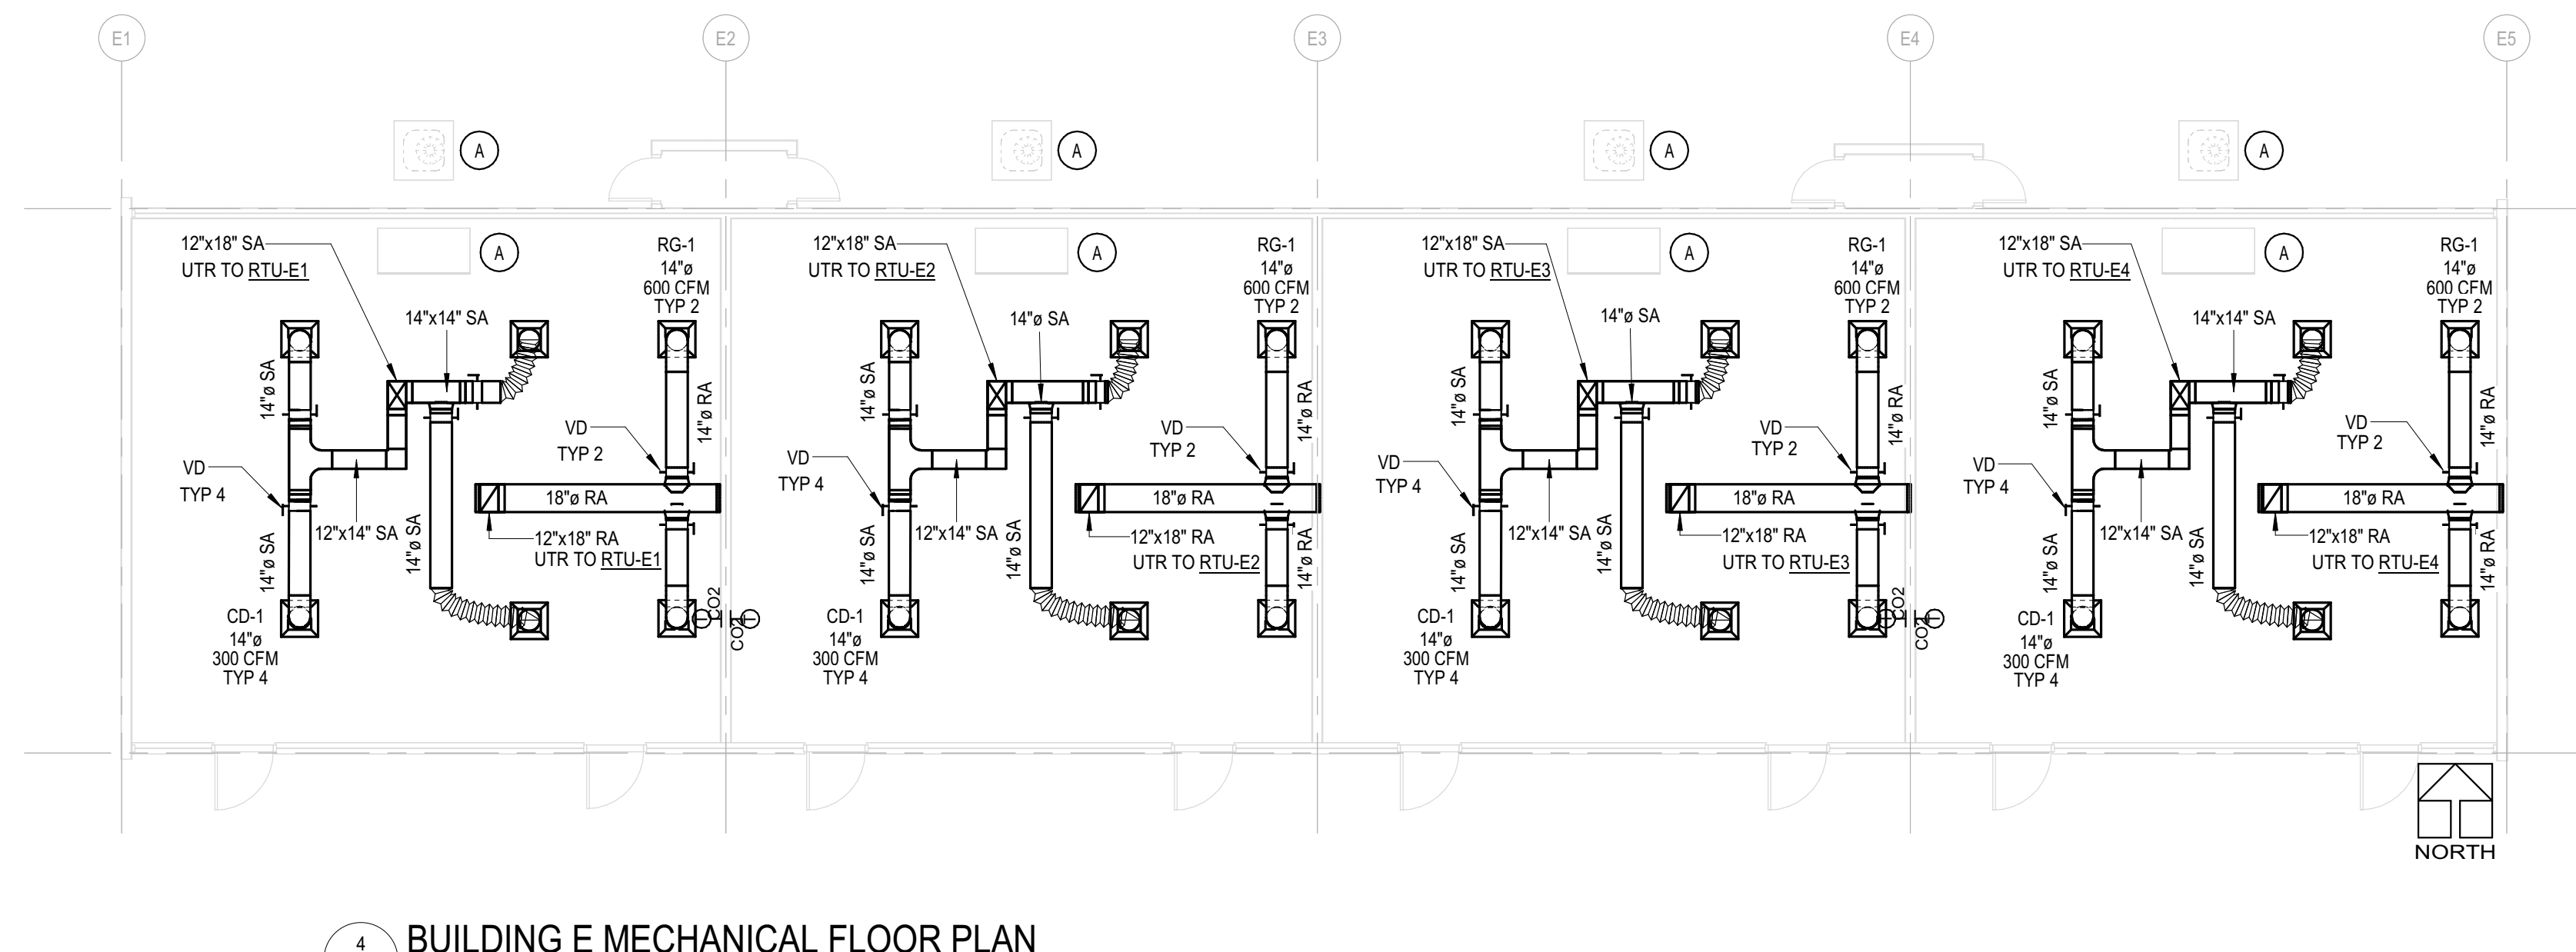 E1
E2
E3
E4
E5
A
A
A
A
12"x18" SA
UTR TO RTU-E1
A
14"x14" SA
RG-1
14"ø
600 CFM
TYP 2
14"ø SA
14"ø RA
VD
TYP 2
VD
TYP 4
18"ø RA
12"x14" SA
14"ø SA
14"ø SA
12"x18" RA
UTR TO RTU-E1
CD-1
14"ø
300 CFM
TYP 4
CO2
CO2
12"x18" SA
UTR TO RTU-E2
A
14"ø SA
RG-1
14"ø
600 CFM
TYP 2
14"ø SA
14"ø RA
VD
TYP 2
VD
TYP 4
18"ø RA
12"x14" SA
14"ø SA
14"ø SA
12"x18" RA
UTR TO RTU-E2
14"ø RA
CD-1
14"ø
300 CFM
TYP 4
12"x18" SA
UTR TO RTU-E3
A
14"ø SA
RG-1
14"ø
600 CFM
TYP 2
14"ø SA
14"ø RA
VD
TYP 2
VD
TYP 4
18"ø RA
12"x14" SA
14"ø SA
14"ø SA
12"x18" RA
UTR TO RTU-E3
CD-1
14"ø
300 CFM
TYP 4
CO2
CO2
12"x18" SA
UTR TO RTU-E4
A
14"x14" SA
RG-1
14"ø
600 CFM
TYP 2
14"ø SA
14"ø RA
VD
TYP 2
VD
TYP 4
18"ø RA
12"x14" SA
14"ø SA
14"ø SA
12"x18" RA
UTR TO RTU-E4
14"ø RA
CD-1
14"ø
300 CFM
TYP 4
NORTH
4
BUILDING E MECHANICAL FLOOR PLAN